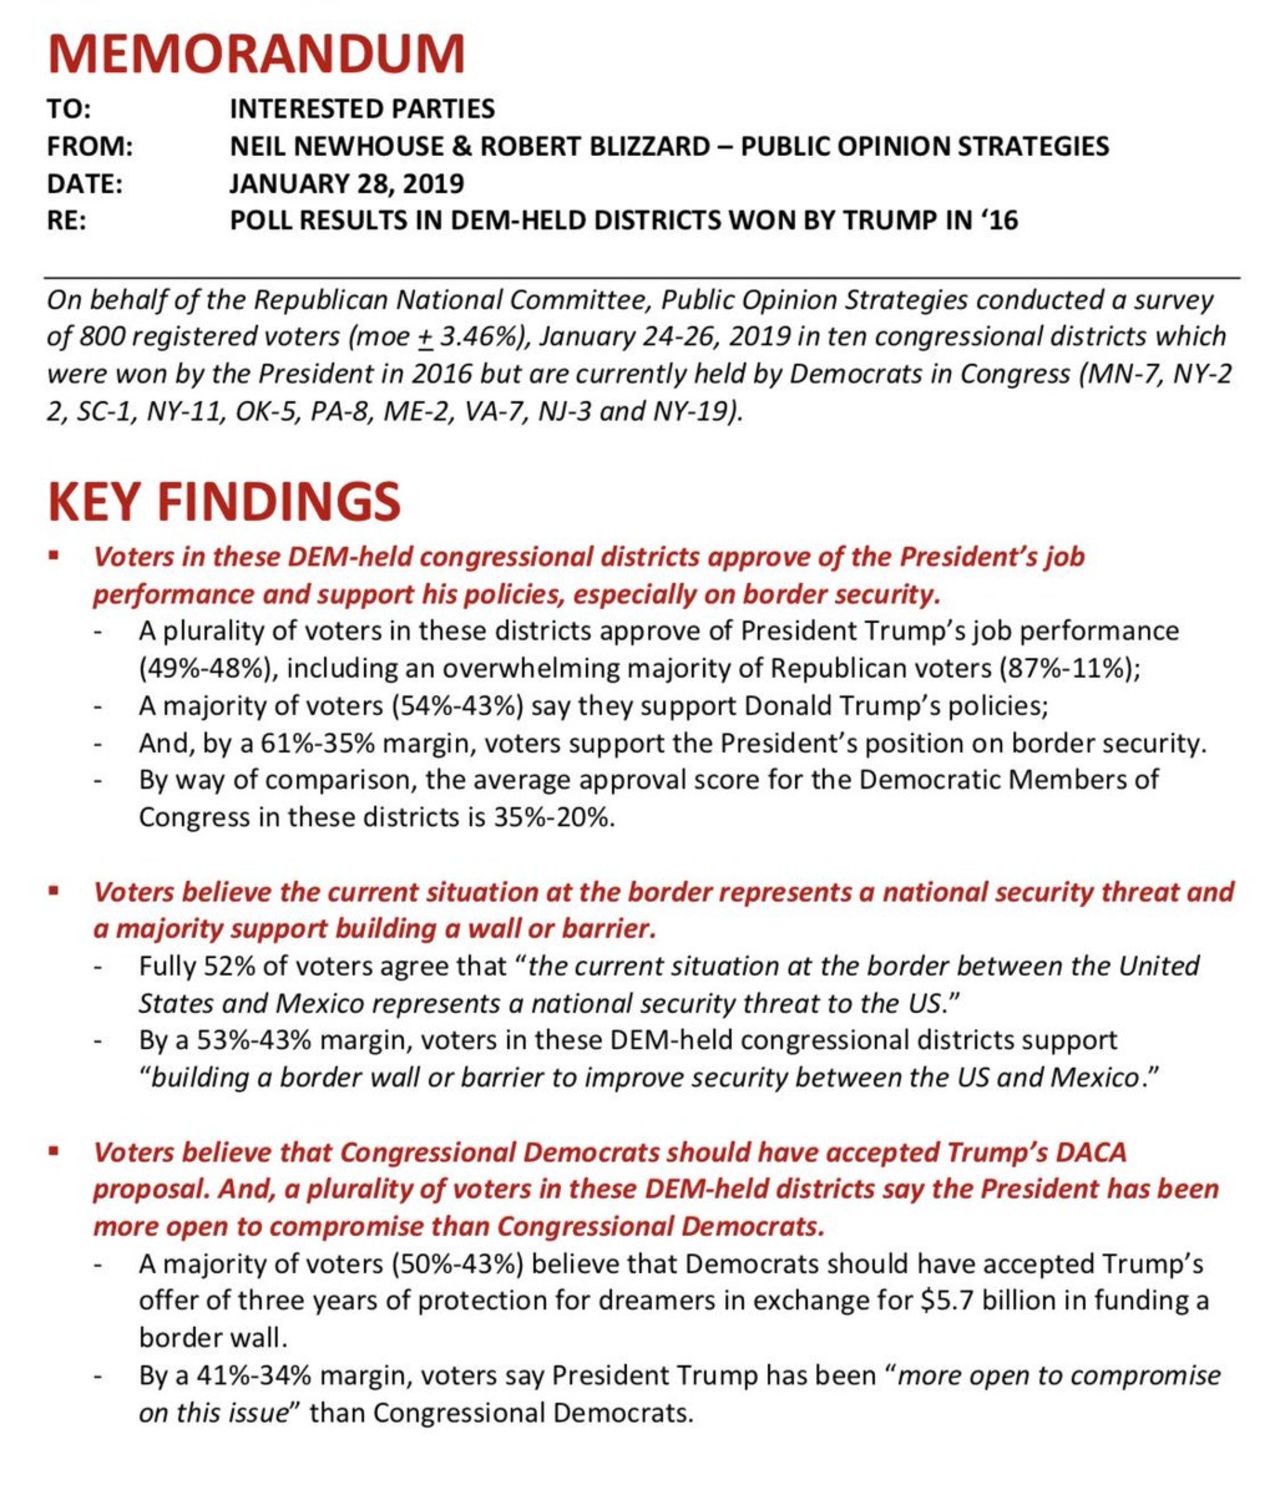 MEMORANDUM
TO: INTERESTED PARTIES
FROM: NEIL NEWHOUSE & ROBERT BLIZZARD – PUBLIC OPINION STRATEGIES
DATE: JANUARY 28, 2019
RE: POLL RESULTS IN DEM-HELD DISTRICTS WON BY TRUMP IN ‘16
On behalf of the Republican National Committee, Public Opinion Strategies conducted a survey
of 800 registered voters (moe ± 3.46%), January 24-26, 2019 in ten congressional districts which
were won by the President in 2016 but are currently held by Democrats in Congress (MN-7, NY-2
2, SC-1, NY-11, OK-5, PA-8, ME-2, VA-7, NJ-3 and NY-19).
KEY FINDINGS
▪ Voters in these DEM-held congressional districts approve of the President’s job
performance and support his policies, especially on border security.
- A plurality of voters in these districts approve of President Trump’s job performance
(49%-48%), including an overwhelming majority of Republican voters (87%-11%);
- A majority of voters (54%-43%) say they support Donald Trump’s policies;
- And, by a 61%-35% margin, voters support the President’s position on border security.
- By way of comparison, the average approval score for the Democratic Members of
Congress in these districts is 35%-20%.
▪ Voters believe the current situation at the border represents a national security threat and
a majority support building a wall or barrier.
- Fully 52% of voters agree that “the current situation at the border between the United
States and Mexico represents a national security threat to the US.”
- By a 53%-43% margin, voters in these DEM-held congressional districts support
“building a border wall or barrier to improve security between the US and Mexico.”
▪ Voters believe that Congressional Democrats should have accepted Trump’s DACA
proposal. And, a plurality of voters in these DEM-held districts say the President has been
more open to compromise than Congressional Democrats.
- A majority of voters (50%-43%) believe that Democrats should have accepted Trump’s
offer of three years of protection for dreamers in exchange for $5.7 billion in funding a
border wall.
- By a 41%-34% margin, voters say President Trump has been “more open to compromise
on this issue” than Congressional Democrats.